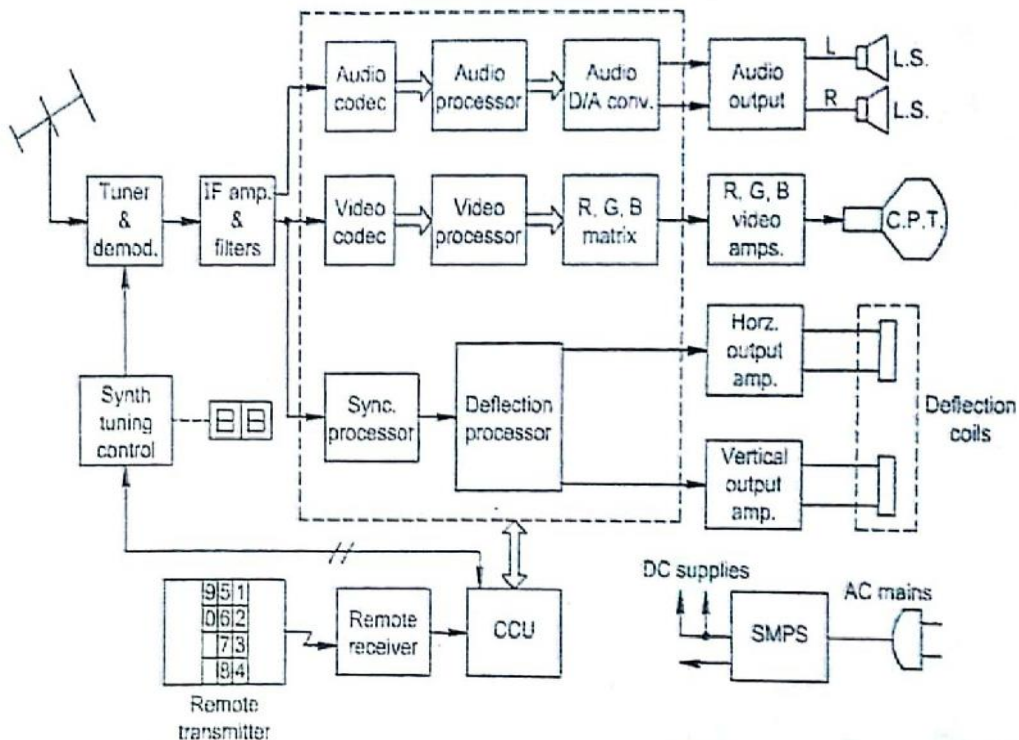 Audio
codec
Audio
processor
Audio
D/A conv.
Audio
output
L
L.S.
R
L.S.
Tuner
&
demod.
IF amp.
&
filters
Video
codec
Video
processor
R, G, B
matrix
R, G, B
video
amps.
C.P.T.
Synth
tuning
control
88
Sync.
processor
Deflection
processor
Horz.
output
amp.
Vertical
output
amp.
Deflection
coils
9 5 1
0 6 2
7 3
8 4
Remote
transmitter
Remote
receiver
CCU
DC supplies
SMPS
AC mains